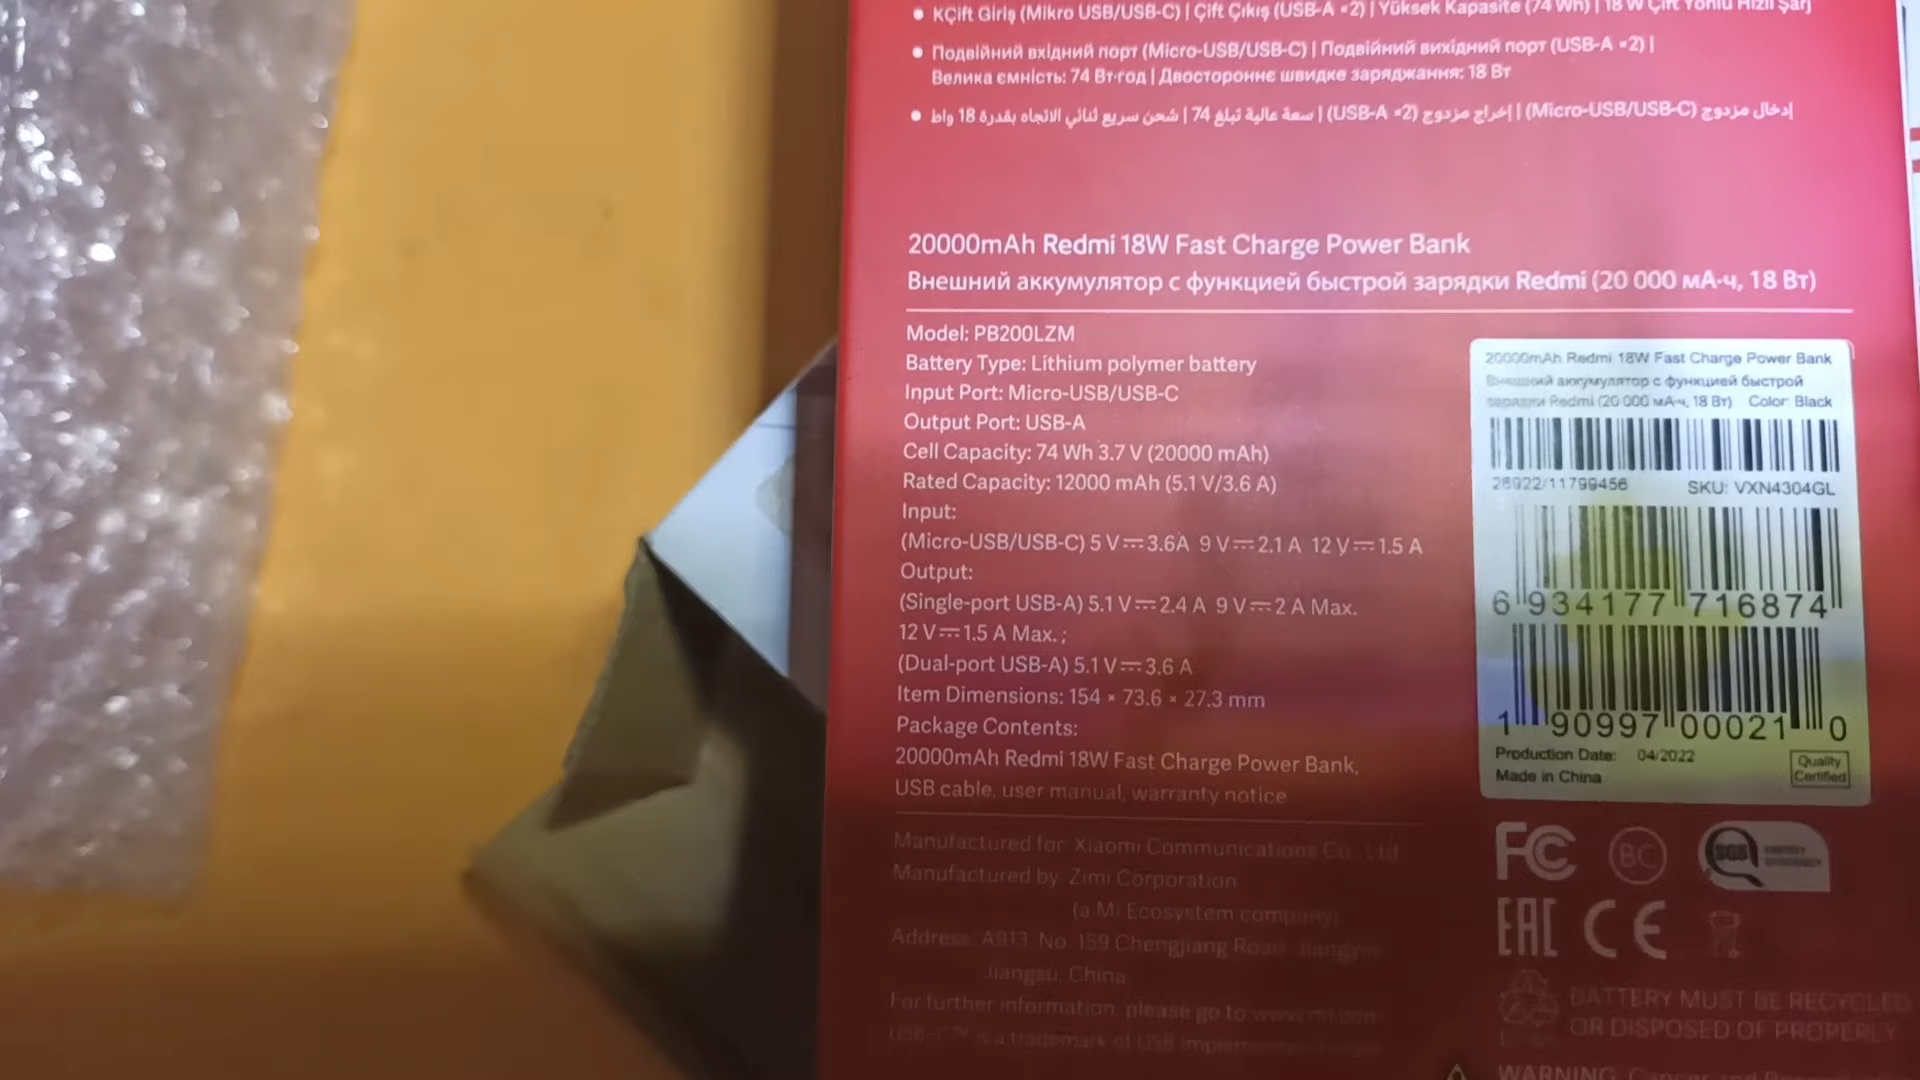 • KÇift Giriş (Mikro USB/USB-C) | Çift Çıkış (USB-A ×2) | Yüksek Kapasite (74 Wh) | 18 W Çift Yönlü Hızlı Şarj
• Подвійний вхідний порт (Micro-USB/USB-C) | Подвійний вихідний порт (USB-A ×2) |
Велика ємність: 74 Вт·год | Двостороннє швидке заряджання: 18 Вт
• إدخال مزدوج (Micro-USB/USB-C) | إخراج مزدوج (USB-A ×2) | سعة عالية تبلغ 74 | شحن سريع ثنائي الاتجاه بقدرة 18 واط
20000mAh Redmi 18W Fast Charge Power Bank
Внешний аккумулятор с функцией быстрой зарядки Redmi (20 000 мА·ч, 18 Вт)
Model: PB200LZM
Battery Type: Lithium polymer battery
Input Port: Micro-USB/USB-C
Output Port: USB-A
Cell Capacity: 74 Wh 3.7 V (20000 mAh)
Rated Capacity: 12000 mAh (5.1 V/3.6 A)
Input:
(Micro-USB/USB-C) 5 V⎓3.6A 9 V⎓2.1 A 12 V⎓1.5 A
Output:
(Single-port USB-A) 5.1 V⎓2.4 A 9 V⎓2 A Max.
12 V⎓1.5 A Max. ;
(Dual-port USB-A) 5.1 V⎓3.6 A
Item Dimensions: 154 × 73.6 × 27.3 mm
Package Contents:
20000mAh Redmi 18W Fast Charge Power Bank,
USB cable, user manual, warranty notice
Manufactured for: Xiaomi Communications Co., Ltd.
Manufactured by: Zimi Corporation
(a Mi Ecosystem company)
Address: A913, No. 159 Chengjiang Road, Jiangyin,
Jiangsu, China
For further information, please go to www.mi.com
USB-C™ is a trademark of USB Implementers Forum
20000mAh Redmi 18W Fast Charge Power Bank
Внешний аккумулятор с функцией быстрой
зарядки Redmi (20 000 мА·ч, 18 Вт) Color: Black
26922/11799456 SKU: VXN4304GL
6 934177 716874
1 90997 00021 0
Production Date: 04/2022
Made in China
Quality Certified
FC BC SGS
EAC CE
BATTERY MUST BE RECYCLED
OR DISPOSED OF PROPERLY
WARNING: Cancer and